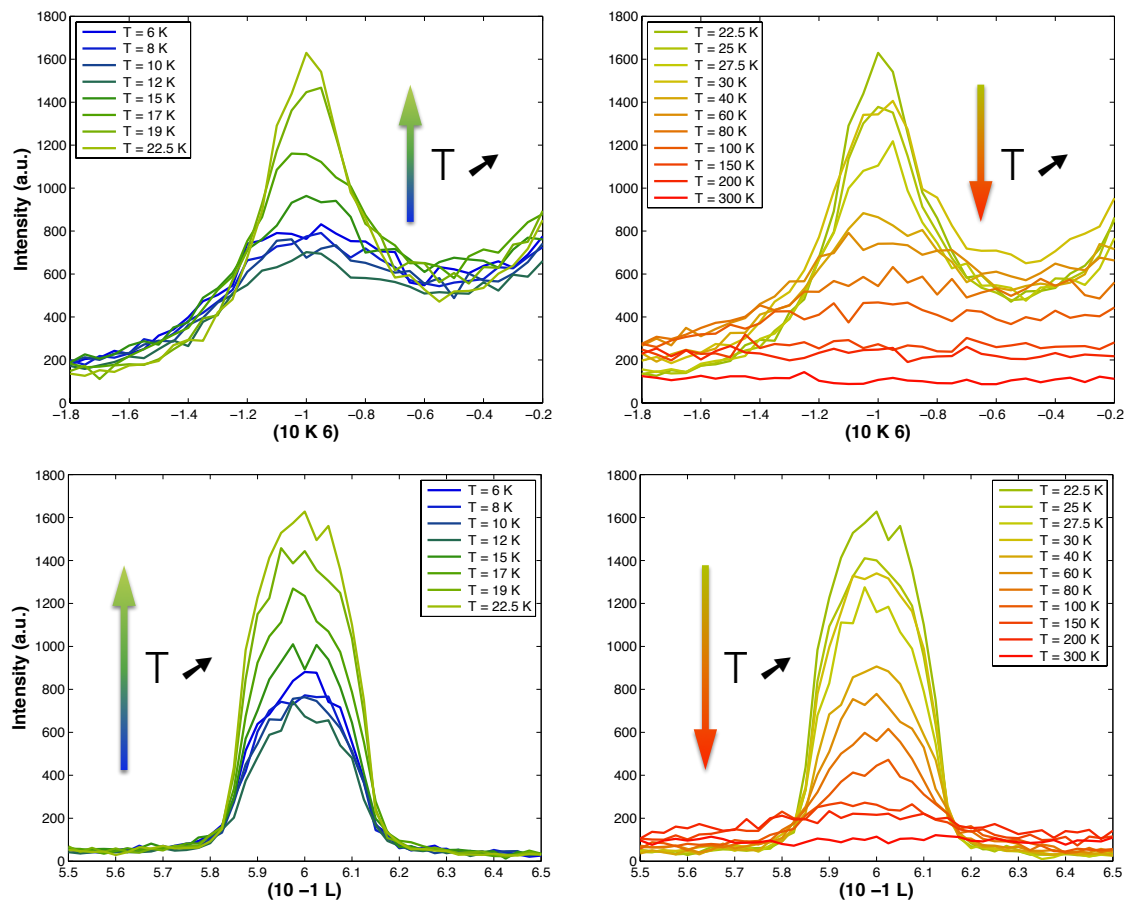 1800
1600
1400
1200
1000
800
600
400
200
0
Intensity (a.u.)
T = 6 K
T = 8 K
T = 10 K
T = 12 K
T = 15 K
T = 17 K
T = 19 K
T = 22.5 K
T
−1.8 −1.6 −1.4 −1.2 −1 −0.8 −0.6 −0.4 −0.2
(10 K 6)
1800
1600
1400
1200
1000
800
600
400
200
0
T = 22.5 K
T = 25 K
T = 27.5 K
T = 30 K
T = 40 K
T = 60 K
T = 80 K
T = 100 K
T = 150 K
T = 200 K
T = 300 K
T
−1.8 −1.6 −1.4 −1.2 −1 −0.8 −0.6 −0.4 −0.2
(10 K 6)
1800
1600
1400
1200
1000
800
600
400
200
0
Intensity (a.u.)
T = 6 K
T = 8 K
T = 10 K
T = 12 K
T = 15 K
T = 17 K
T = 19 K
T = 22.5 K
T
5.5 5.6 5.7 5.8 5.9 6 6.1 6.2 6.3 6.4 6.5
(10 −1 L)
1800
1600
1400
1200
1000
800
600
400
200
0
T = 22.5 K
T = 25 K
T = 27.5 K
T = 30 K
T = 40 K
T = 60 K
T = 80 K
T = 100 K
T = 150 K
T = 200 K
T = 300 K
T
5.5 5.6 5.7 5.8 5.9 6 6.1 6.2 6.3 6.4 6.5
(10 −1 L)